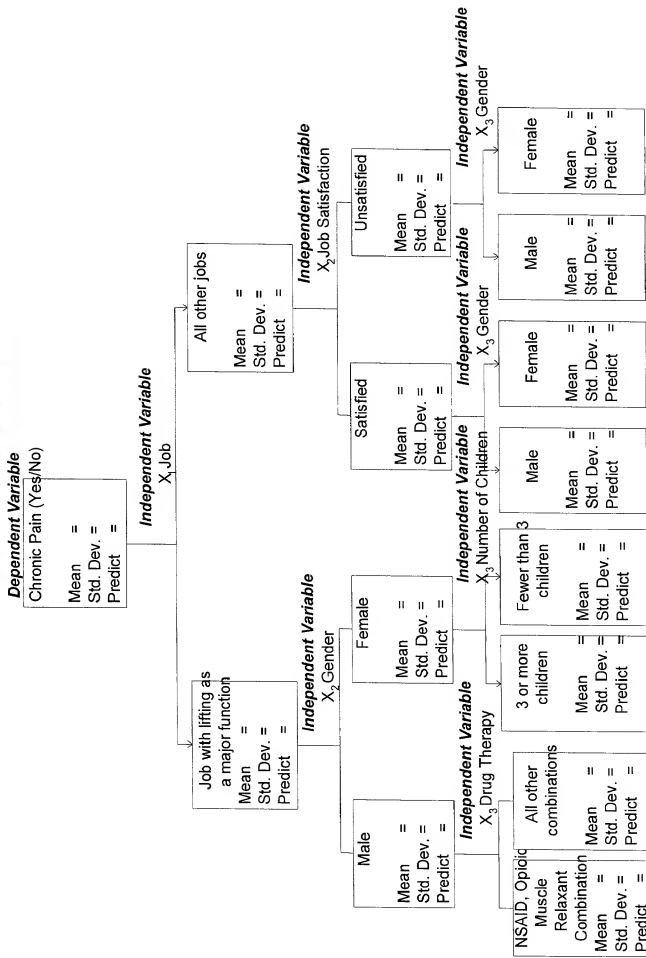 Dependent Variable
Chronic Pain (Yes/No)
Mean =
Std. Dev. =
Predict =
Independent Variable
X1 Job
Job with lifting as
a major function
Mean =
Std. Dev. =
Predict =
All other jobs
Mean =
Std. Dev. =
Predict =
Independent Variable
X2 Gender
Independent Variable
X2 Job Satisfaction
Male
Mean =
Std. Dev. =
Predict =
Female
Mean =
Std. Dev. =
Predict =
Satisfied
Mean =
Std. Dev. =
Predict =
Unsatisfied
Mean =
Std. Dev. =
Predict =
Independent Variable
X3 Drug Therapy
Independent Variable
X3 Number of Children
Independent Variable
X3 Gender
Independent Variable
X3 Gender
NSAID, Opicid
Muscle
Relaxant
Combination
Mean =
Std. Dev. =
Predict =
All other
combinations
Mean =
Std. Dev. =
Predict =
3 or more
children
Mean =
Std. Dev. =
Predict =
Fewer than 3
children
Mean =
Std. Dev. =
Predict =
Male
Mean =
Std. Dev. =
Predict =
Female
Mean =
Std. Dev. =
Predict =
Male
Mean =
Std. Dev. =
Predict =
Female
Mean =
Std. Dev. =
Predict =